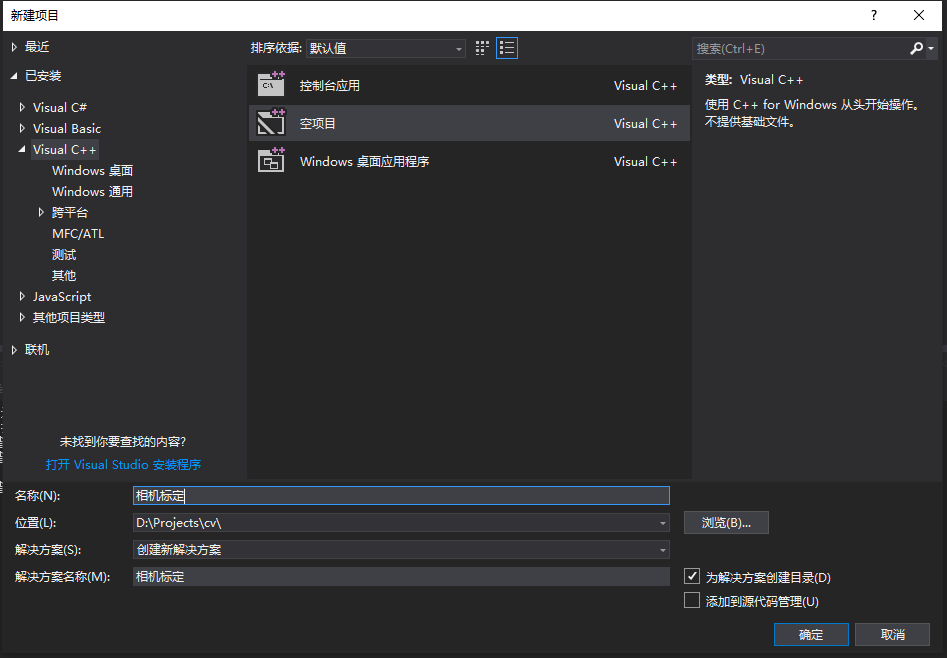 新建项目
?
最近
排序依据: 默认值
搜索(Ctrl+E)
已安装
Visual C#
Visual Basic
Visual C++
Windows 桌面
Windows 通用
跨平台
MFC/ATL
测试
其他
JavaScript
其他项目类型
联机
未找到你要查找的内容?
打开 Visual Studio 安装程序
控制台应用 Visual C++
空项目 Visual C++
Windows 桌面应用程序 Visual C++
类型: Visual C++
使用 C++ for Windows 从头开始操作。
不提供基础文件。
名称(N): 相机标定
位置(L): D:\Projects\cv\
浏览(B)...
解决方案(S): 创建新解决方案
解决方案名称(M): 相机标定
为解决方案创建目录(D)
添加到源代码管理(U)
确定
取消